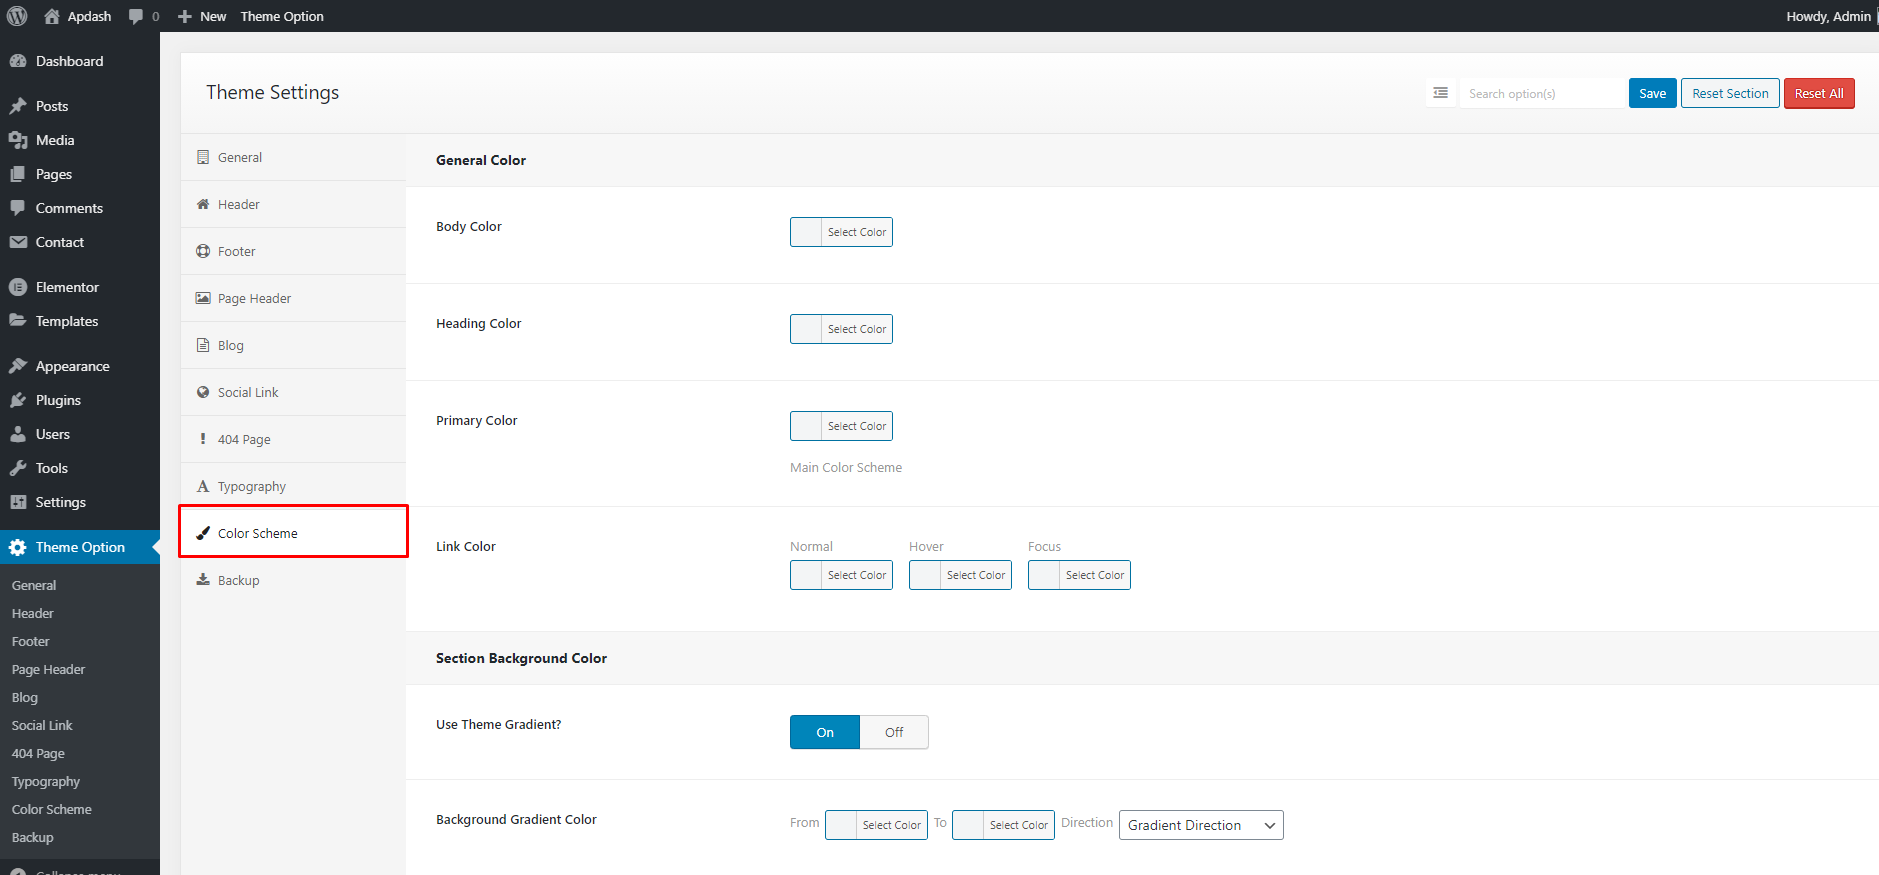 Apdash 0 New Theme Option Howdy, Admin
Dashboard
Posts
Media
Pages
Comments
Contact
Elementor
Templates
Appearance
Plugins
Users
Tools
Settings
Theme Option
General
Header
Footer
Page Header
Blog
Social Link
404 Page
Typography
Color Scheme
Backup
Collapse menu
Theme Settings
Search option(s) Save Reset Section Reset All
General
Header
Footer
Page Header
Blog
Social Link
404 Page
Typography
Color Scheme
Backup
General Color
Body Color Select Color
Heading Color Select Color
Primary Color Select Color
Main Color Scheme
Link Color Normal Hover Focus
Select Color Select Color Select Color
Section Background Color
Use Theme Gradient? On Off
Background Gradient Color From Select Color To Select Color Direction Gradient Direction